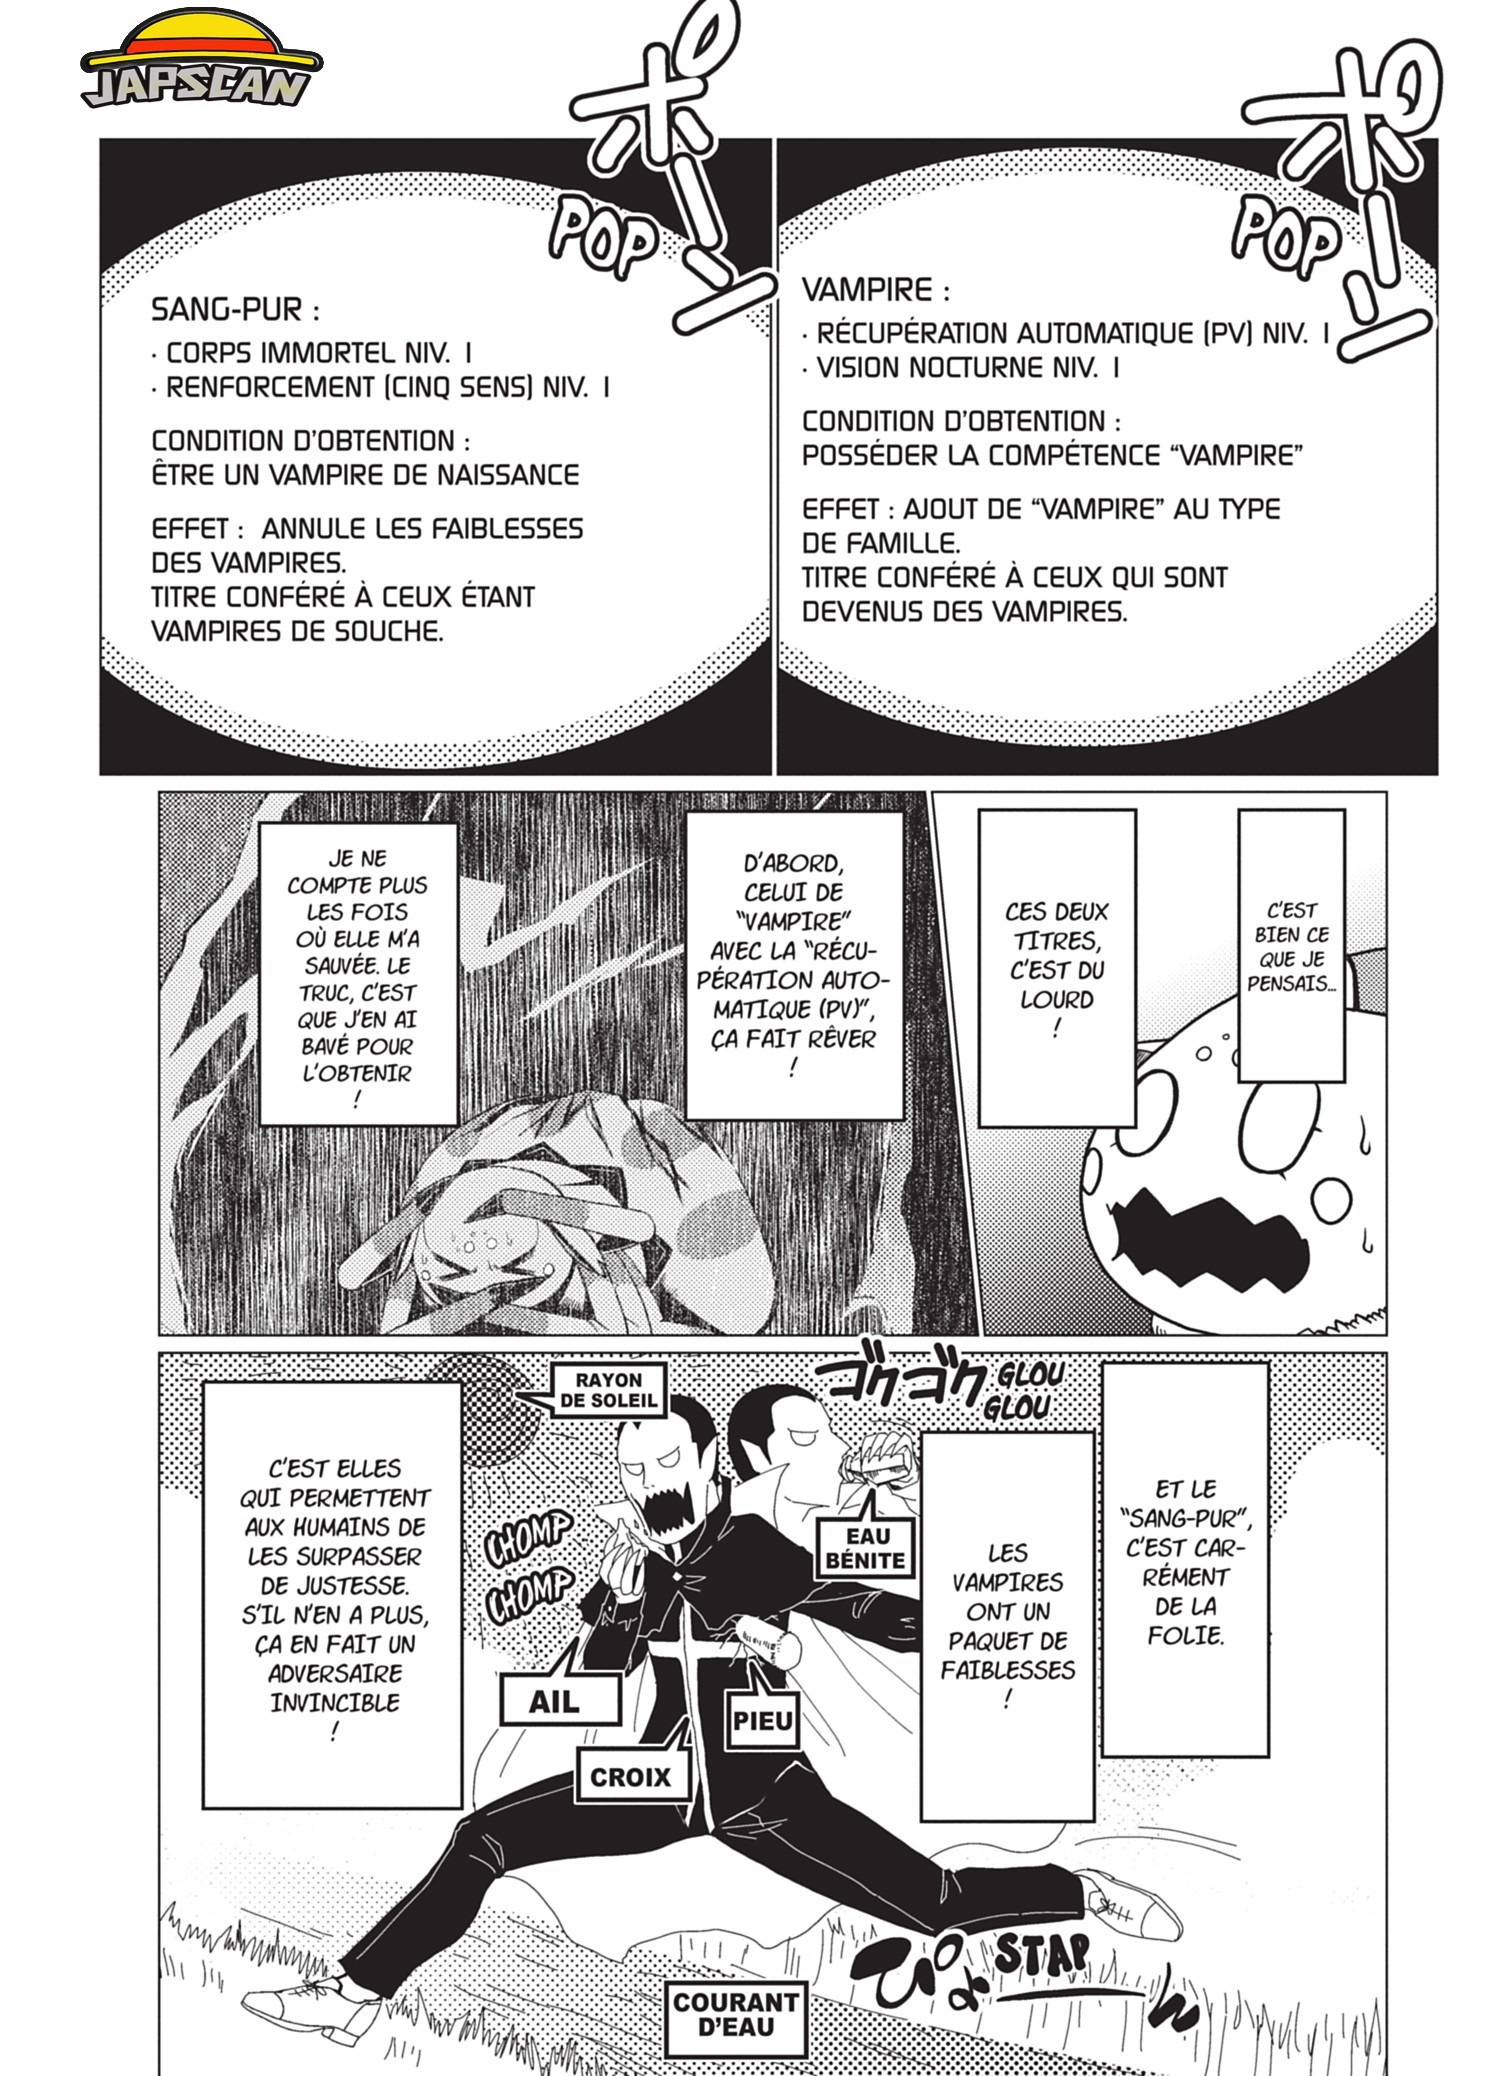 JAPSCAN
ポーン
POP
VAMPIRE :
· RÉCUPÉRATION AUTOMATIQUE (PV) NIV. 1
· VISION NOCTURNE NIV. 1
CONDITION D'OBTENTION :
POSSÉDER LA COMPÉTENCE “VAMPIRE”
EFFET : AJOUT DE “VAMPIRE” AU TYPE
DE FAMILLE.
TITRE CONFÉRÉ À CEUX QUI SONT
DEVENUS DES VAMPIRES.
ポーン
POP
SANG-PUR :
· CORPS IMMORTEL NIV. 1
· RENFORCEMENT (CINQ SENS) NIV. 1
CONDITION D'OBTENTION :
ÊTRE UN VAMPIRE DE NAISSANCE
EFFET : ANNULE LES FAIBLESSES
DES VAMPIRES.
TITRE CONFÉRÉ À CEUX ÉTANT
VAMPIRES DE SOUCHE.
C'EST
BIEN CE
QUE JE
PENSAIS...
CES DEUX
TITRES,
C'EST DU
LOURD
!
D'ABORD,
CELUI DE
“VAMPIRE”
AVEC LA “RÉCU-
PÉRATION AUTO-
MATIQUE (PV)”,
ÇA FAIT RÊVER
!
JE NE
COMPTE PLUS
LES FOIS
OÙ ELLE M'A
SAUVÉE. LE
TRUC, C'EST
QUE J'EN AI
BAVÉ POUR
L'OBTENIR
!
ET LE
“SANG-PUR”,
C'EST CAR-
RÉMENT
DE LA
FOLIE.
LES
VAMPIRES
ONT UN
PAQUET DE
FAIBLESSES
!
ゴクゴク
GLOU
GLOU
RAYON
DE SOLEIL
EAU
BÉNITE
CHOMP
CHOMP
AIL
PIEU
CROIX
C'EST ELLES
QUI PERMETTENT
AUX HUMAINS DE
LES SURPASSER
DE JUSTESSE.
S'IL N'EN A PLUS,
ÇA EN FAIT UN
ADVERSAIRE
INVINCIBLE
!
ぴょーん
STAP
COURANT
D'EAU